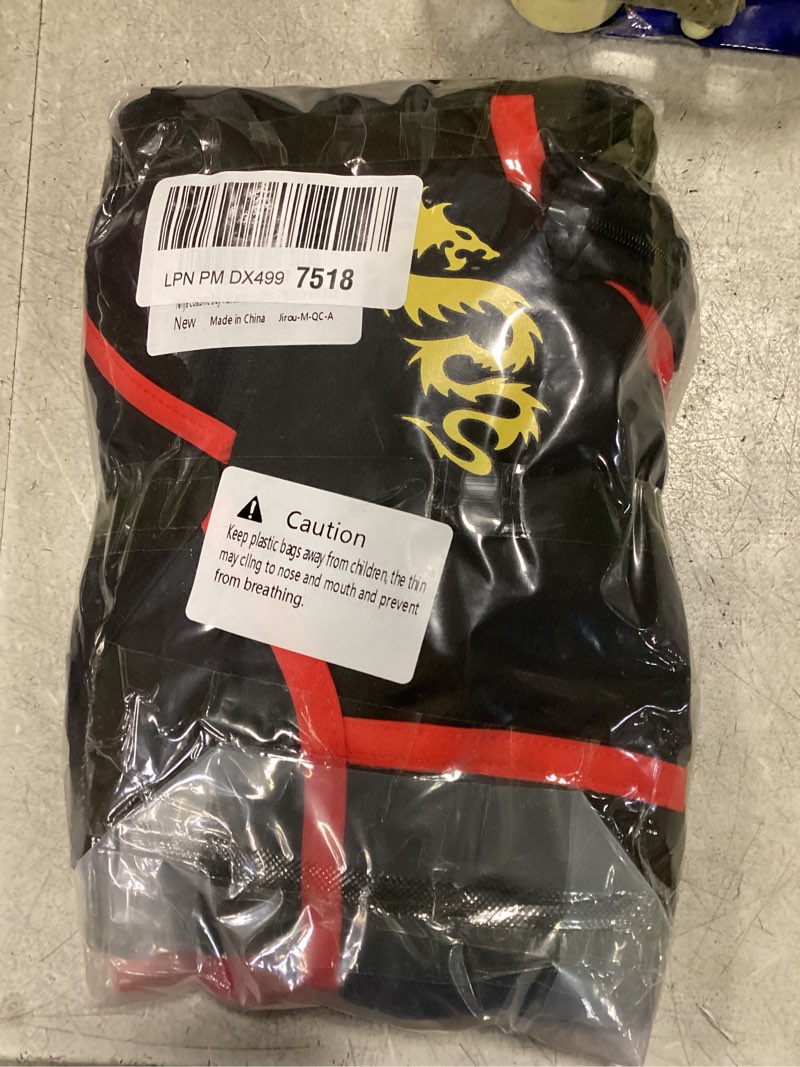 LPN PM DX499 7518
New Made in China Jirou-M-QC-A
Caution
Keep plastic bags away from children, the thin
may cling to nose and mouth and prevent
from breathing.